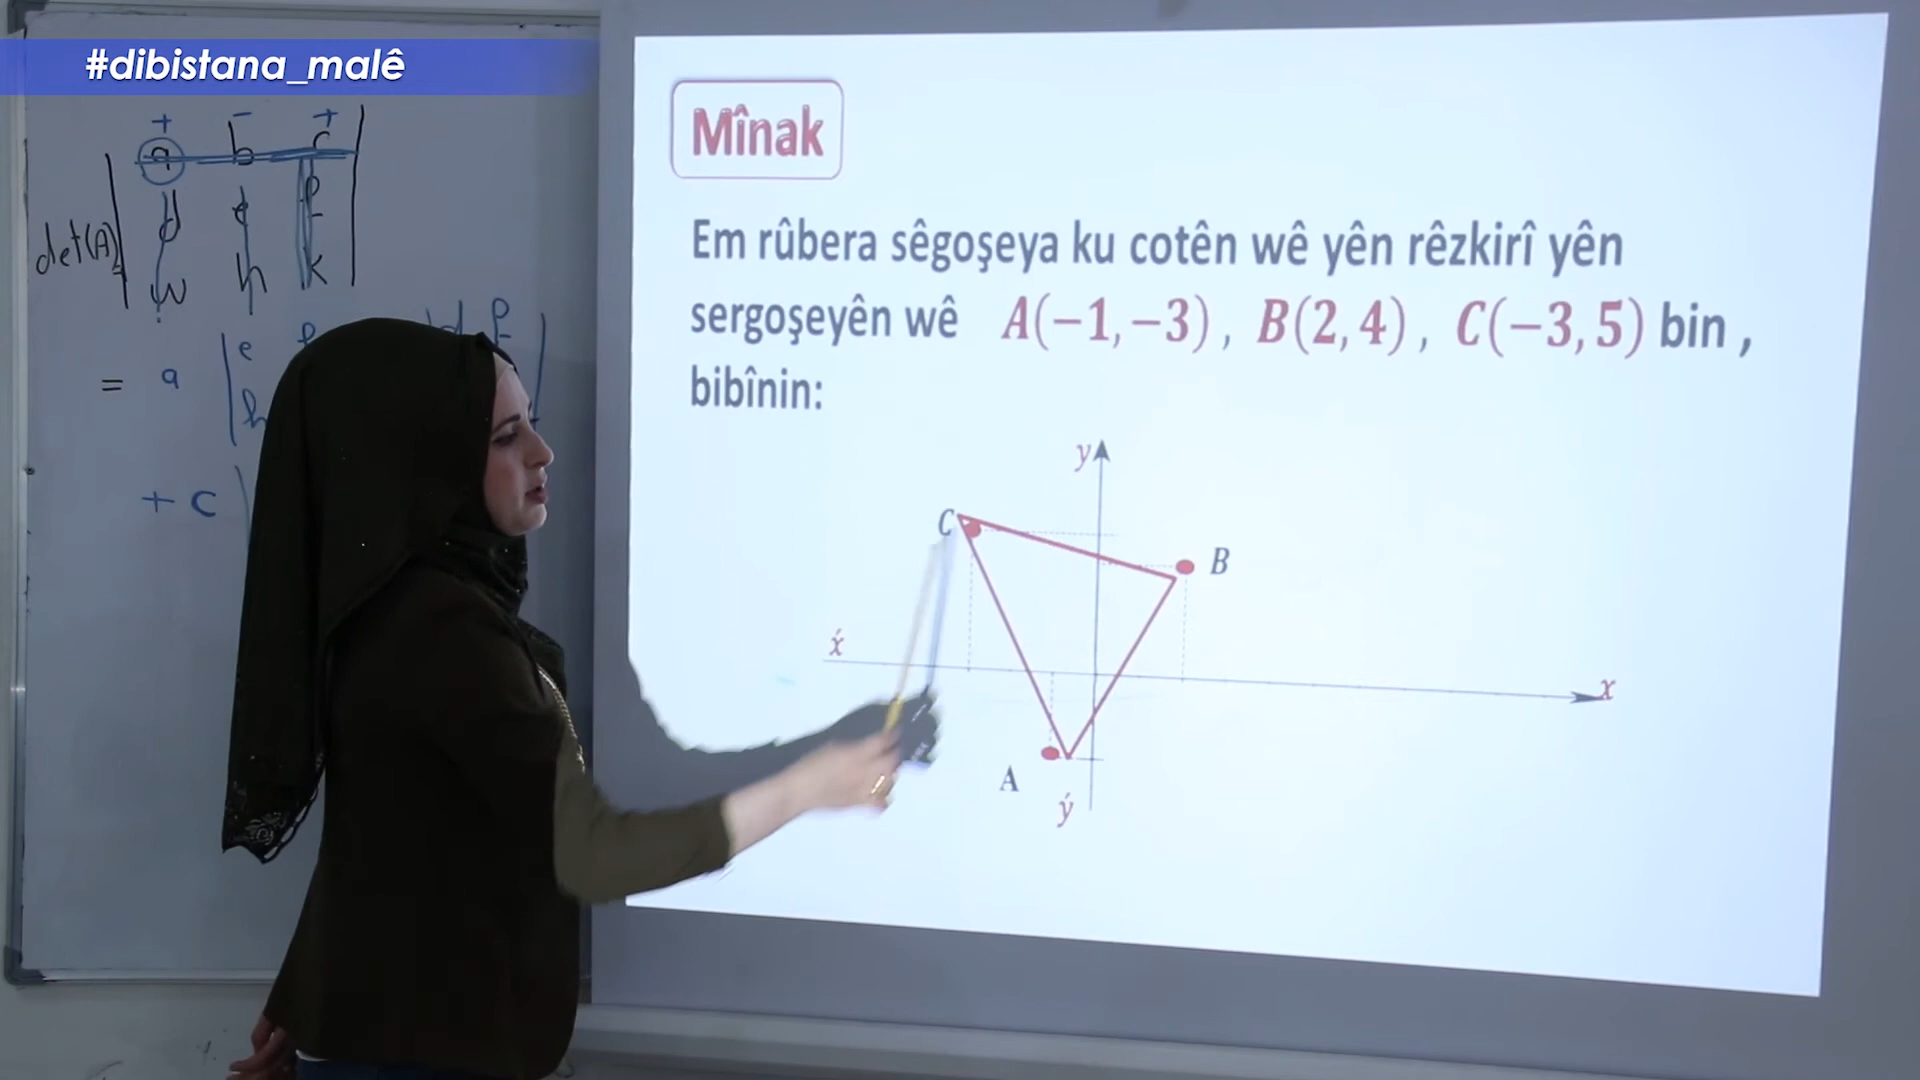 #dibistana_malê
+ - +
a b c
d e f
det(A)
w h k
e f d f
= a
h
+ c
Mînak
Em rûbera sêgoşeya ku cotên wê yên rêzkirî yên
sergoşeyên wê A(−1,−3), B(2,4), C(−3,5) bin ,
bibînin:
y
C
B
x́
x
A
ý